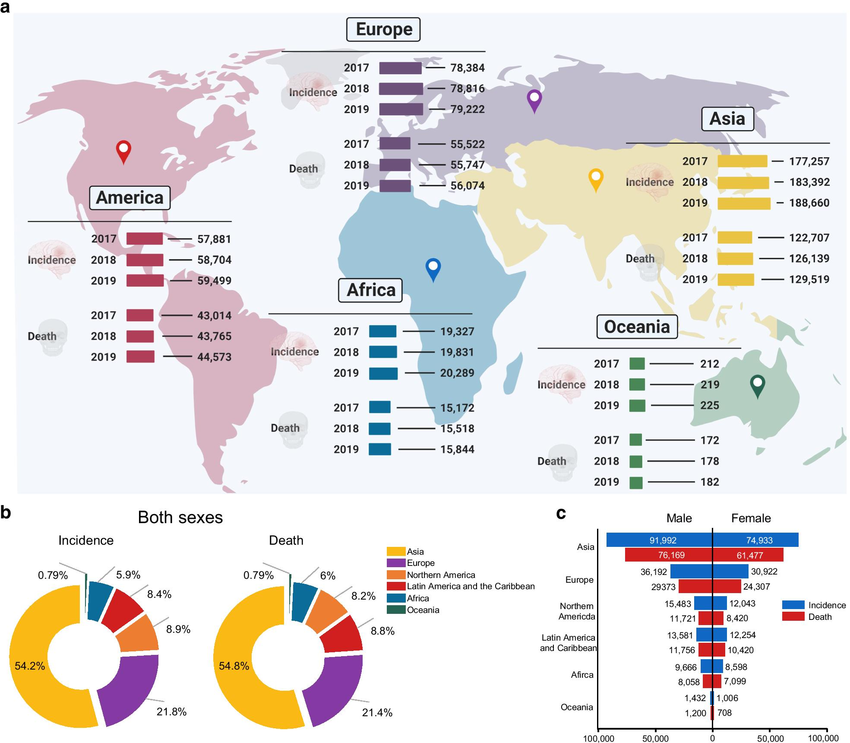 a
Europe
2017 78,384
Incidence 2018 78,816
2019 79,222
2017 55,522
Death 2018 55,747
2019 56,074
Asia
2017 177,257
Incidence 2018 183,392
2019 188,660
2017 122,707
Death 2018 126,139
2019 129,519
America
2017 57,881
Incidence 2018 58,704
2019 59,499
2017 43,014
Death 2018 43,765
2019 44,573
Africa
2017 19,327
Incidence 2018 19,831
2019 20,289
2017 15,172
Death 2018 15,518
2019 15,844
Oceania
2017 212
Incidence 2018 219
2019 225
2017 172
Death 2018 178
2019 182
b
Both sexes
Incidence
0.79%
5.9%
8.4%
8.9%
54.2%
21.8%
Death
0.79%
6%
8.2%
8.8%
54.8%
21.4%
Asia
Europe
Northern America
Latin America and the Caribbean
Africa
Oceania
c
Male Female
Asia 91,992 74,933
76,169 61,477
Europe 36,192 30,922
29373 24,307
Northern 15,483 12,043
Americda 11,721 8,420
Latin America 13,581 12,254
and Caribbean 11,756 10,420
Afirca 9,666 8,598
8,058 7,099
Oceania 1,432 1,006
1,200 708
Incidence
Death
100,000 50,000 0 50,000 100,000